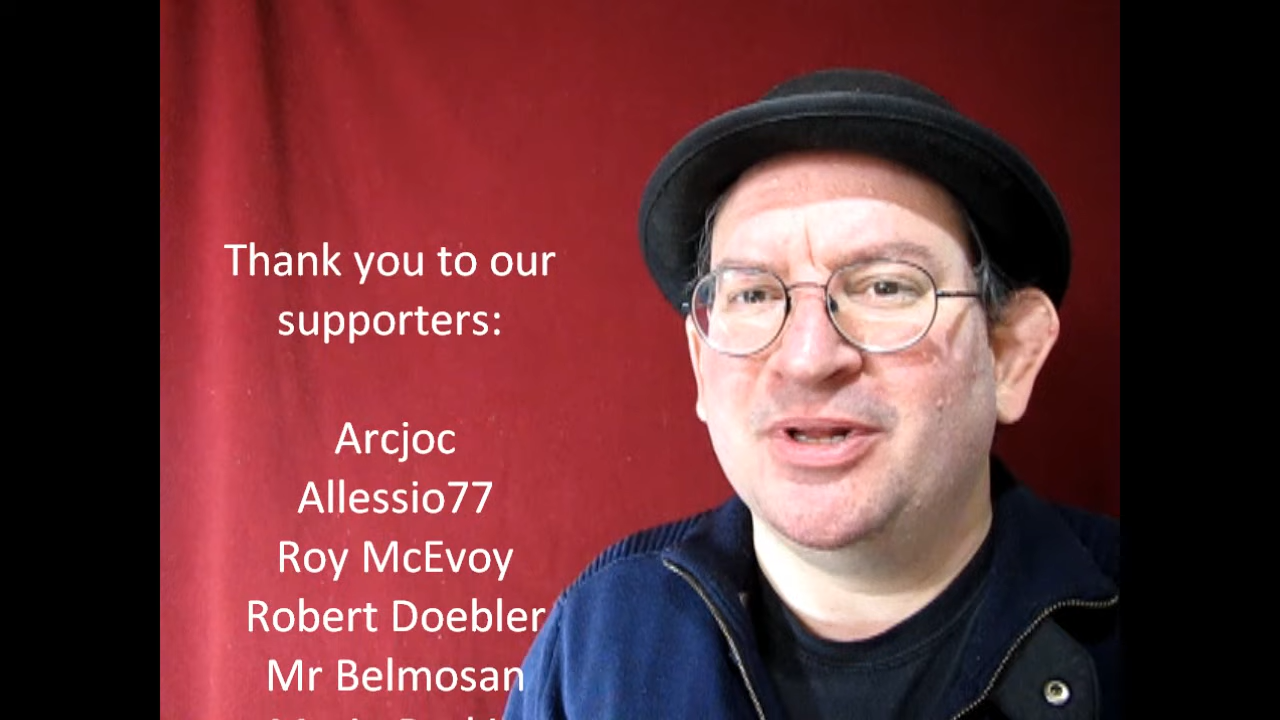 Thank you to our
supporters:
Arcjoc
Allessio77
Roy McEvoy
Robert Doebler
Mr Belmosan